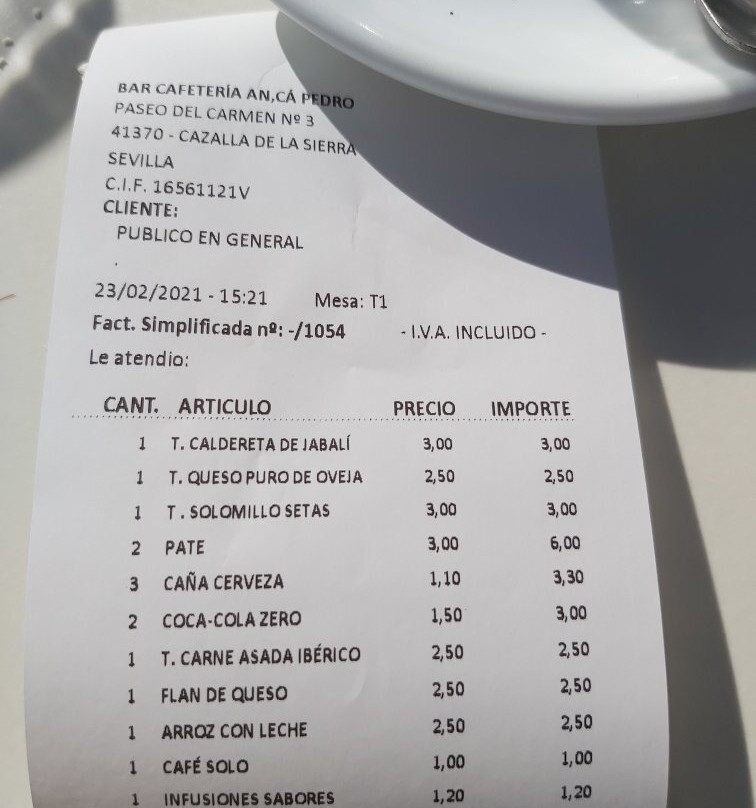 BAR CAFETERÍA AN,CÁ PEDRO
PASEO DEL CARMEN Nº 3
41370 - CAZALLA DE LA SIERRA
SEVILLA
C.I.F. 16561121V
CLIENTE:
PUBLICO EN GENERAL
.
23/02/2021 - 15:21 Mesa: T1
Fact. Simplificada nº: -/1054 - I.V.A. INCLUIDO -
Le atendio:
CANT. ARTICULO PRECIO IMPORTE
1 T. CALDERETA DE JABALÍ 3,00 3,00
1 T. QUESO PURO DE OVEJA 2,50 2,50
1 T. SOLOMILLO SETAS 3,00 3,00
2 PATE 3,00 6,00
3 CAÑA CERVEZA 1,10 3,30
2 COCA-COLA ZERO 1,50 3,00
1 T. CARNE ASADA IBÉRICO 2,50 2,50
1 FLAN DE QUESO 2,50 2,50
1 ARROZ CON LECHE 2,50 2,50
1 CAFÉ SOLO 1,00 1,00
1 INFUSIONES SABORES 1,20 1,20